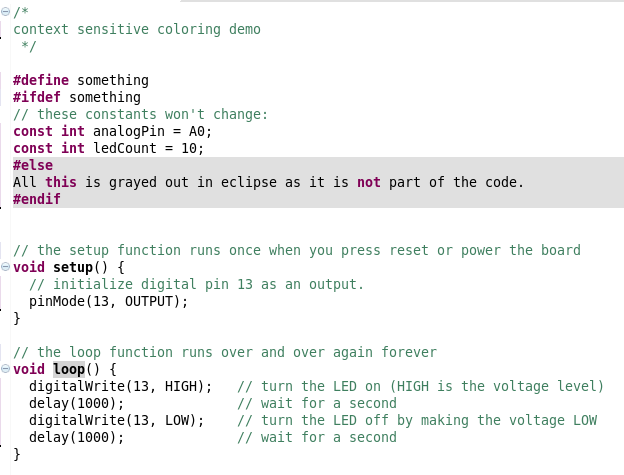 /*
context sensitive coloring demo
 */

#define something
#ifdef something
// these constants won't change:
const int analogPin = A0;
const int ledCount = 10;
#else
All this is grayed out in eclipse as it is not part of the code.
#endif


// the setup function runs once when you press reset or power the board
void setup() {
  // initialize digital pin 13 as an output.
  pinMode(13, OUTPUT);
}

// the loop function runs over and over again forever
void loop() {
  digitalWrite(13, HIGH);   // turn the LED on (HIGH is the voltage level)
  delay(1000);              // wait for a second
  digitalWrite(13, LOW);    // turn the LED off by making the voltage LOW
  delay(1000);              // wait for a second
}